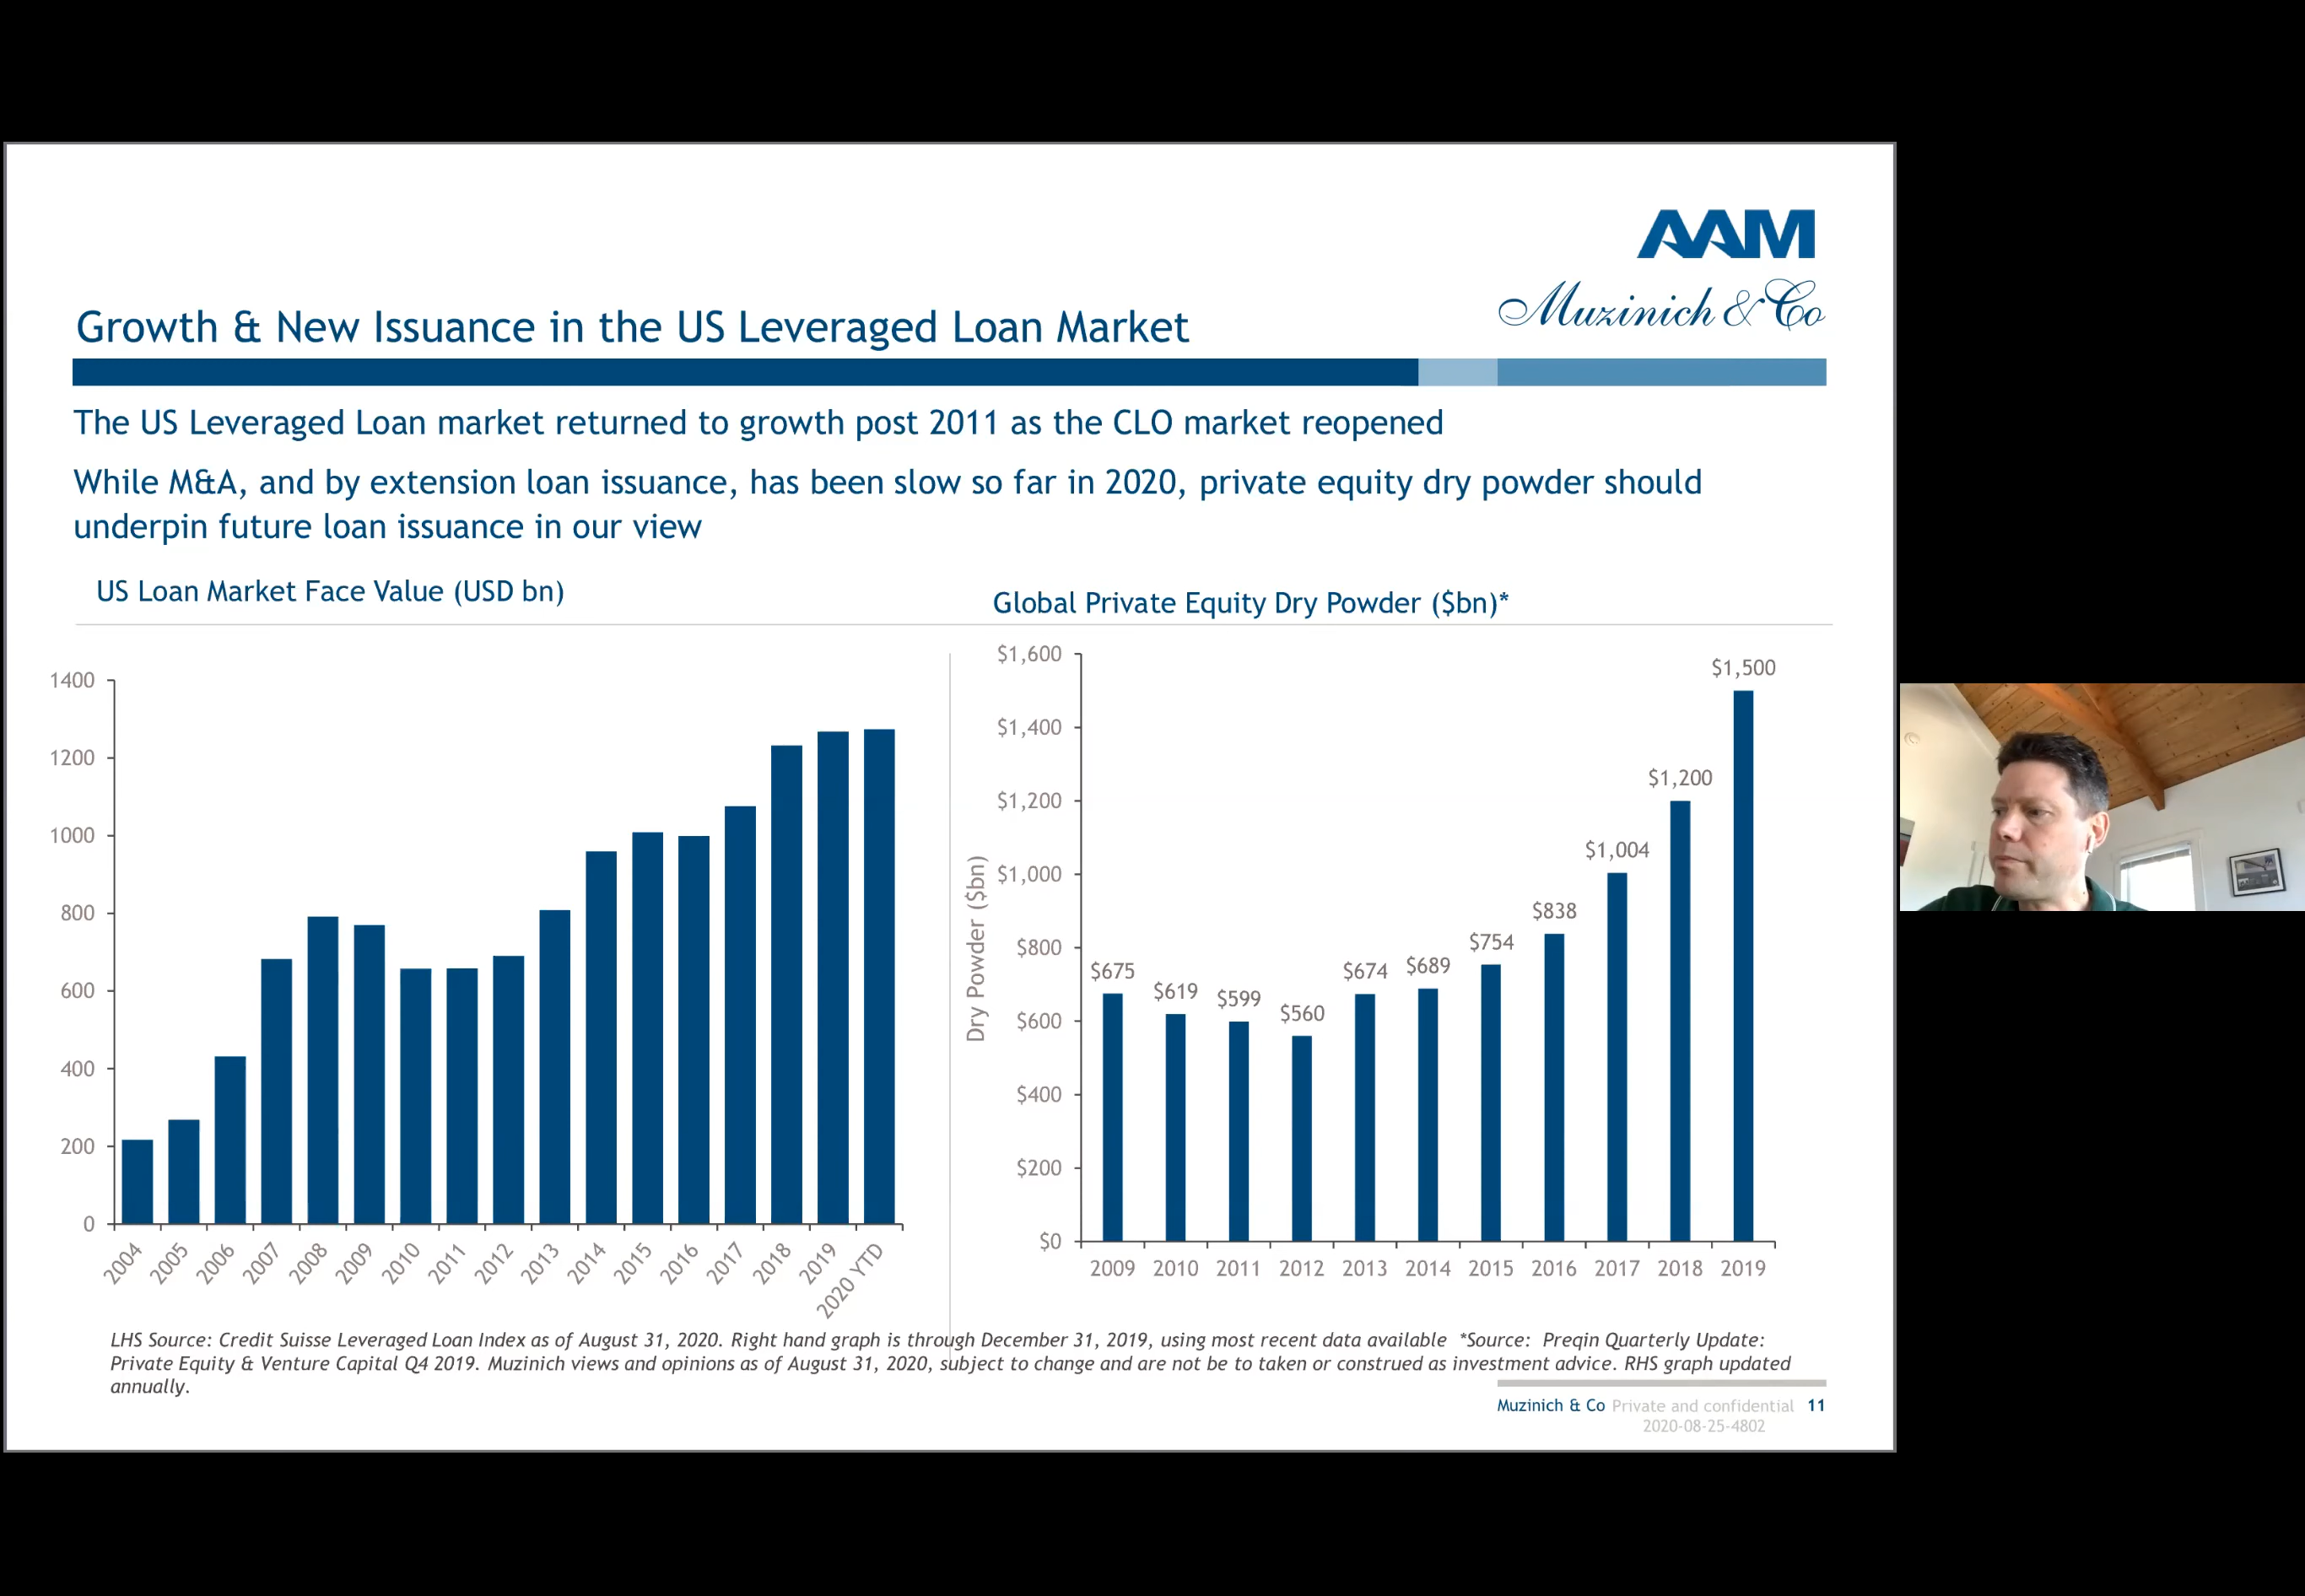 AAM
Muzinich & Co
Growth & New Issuance in the US Leveraged Loan Market
The US Leveraged Loan market returned to growth post 2011 as the CLO market reopened
While M&A, and by extension loan issuance, has been slow so far in 2020, private equity dry powder should
underpin future loan issuance in our view
US Loan Market Face Value (USD bn)
1400
1200
1000
800
600
400
200
0
2004 2005 2006 2007 2008 2009 2010 2011 2012 2013 2014 2015 2016 2017 2018 2019 2020 YTD
Global Private Equity Dry Powder ($bn)*
Dry Powder ($bn)
$1,600
$1,400
$1,200
$1,000
$800
$600
$400
$200
$0
$675 $619 $599 $560 $674 $689 $754 $838 $1,004 $1,200 $1,500
2009 2010 2011 2012 2013 2014 2015 2016 2017 2018 2019
LHS Source: Credit Suisse Leveraged Loan Index as of August 31, 2020. Right hand graph is through December 31, 2019, using most recent data available *Source: Preqin Quarterly Update:
Private Equity & Venture Capital Q4 2019. Muzinich views and opinions as of August 31, 2020, subject to change and are not be to taken or construed as investment advice. RHS graph updated
annually.
Muzinich & Co Private and confidential 11
2020-08-25-4802